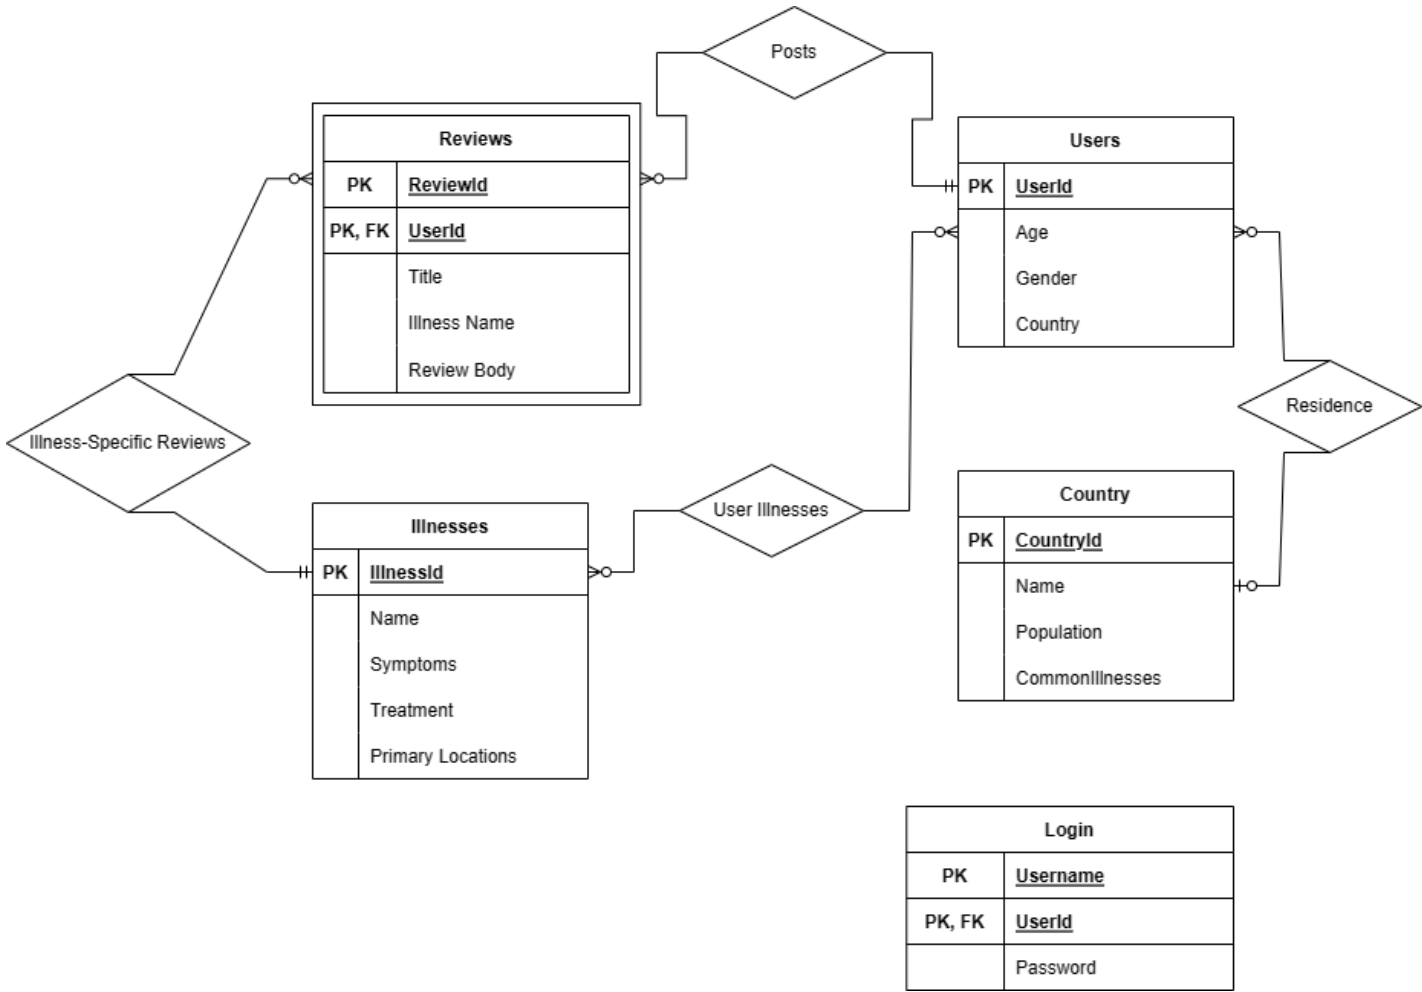 Posts
Reviews
PK ReviewId
PK, FK UserId
Title
Illness Name
Review Body
Users
PK UserId
Age
Gender
Country
Residence
Illness-Specific Reviews
User Illnesses
Illnesses
PK IllnessId
Name
Symptoms
Treatment
Primary Locations
Country
PK CountryId
Name
Population
CommonIllnesses
Login
PK Username
PK, FK UserId
Password